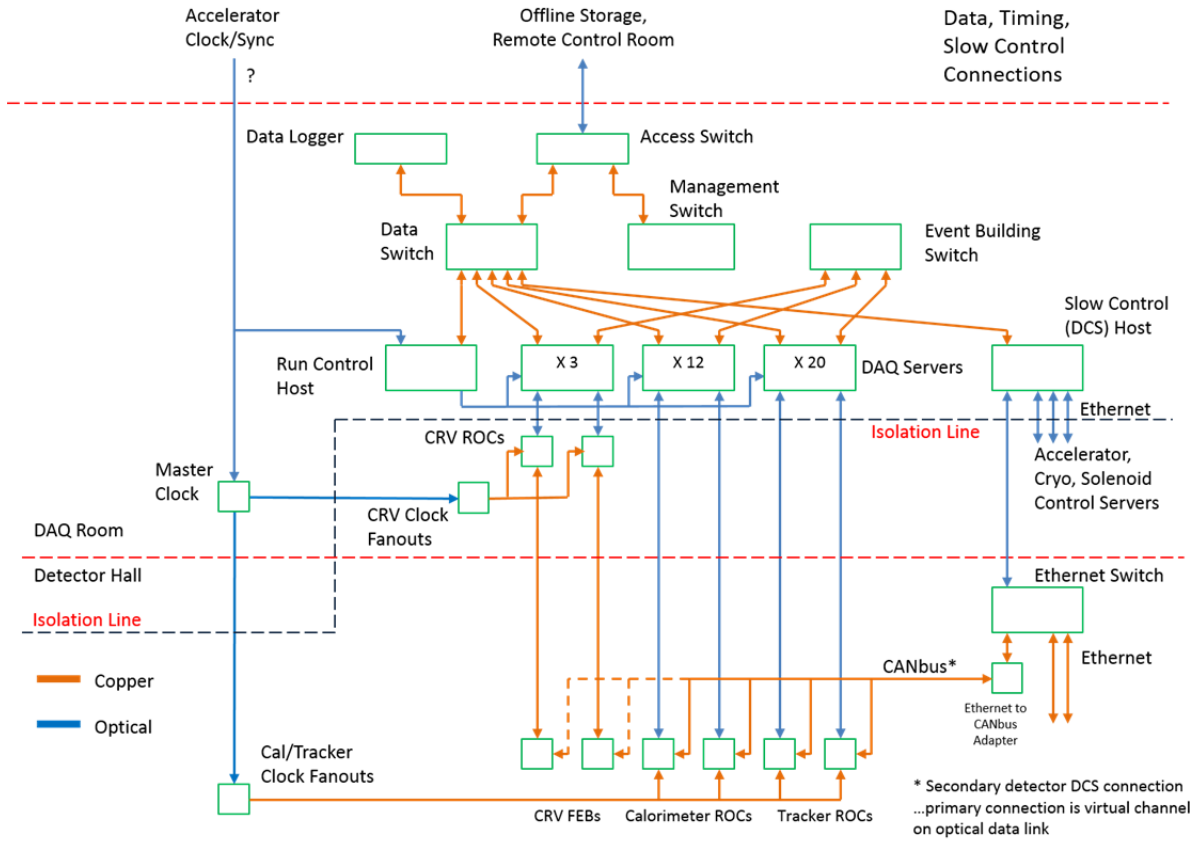 Accelerator
Clock/Sync
?
Offline Storage,
Remote Control Room
Data, Timing,
Slow Control
Connections
Data Logger
Access Switch
Management
Switch
Data
Switch
Event Building
Switch
Slow Control
(DCS) Host
Run Control
Host
X 3
X 12
X 20
DAQ Servers
Ethernet
Isolation Line
CRV ROCs
Accelerator,
Cryo, Solenoid
Control Servers
Master
Clock
CRV Clock
Fanouts
DAQ Room
Detector Hall
Isolation Line
Ethernet Switch
Ethernet
CANbus*
Copper
Optical
Ethernet to
CANbus
Adapter
Cal/Tracker
Clock Fanouts
CRV FEBs
Calorimeter ROCs
Tracker ROCs
* Secondary detector DCS connection
...primary connection is virtual channel
on optical data link